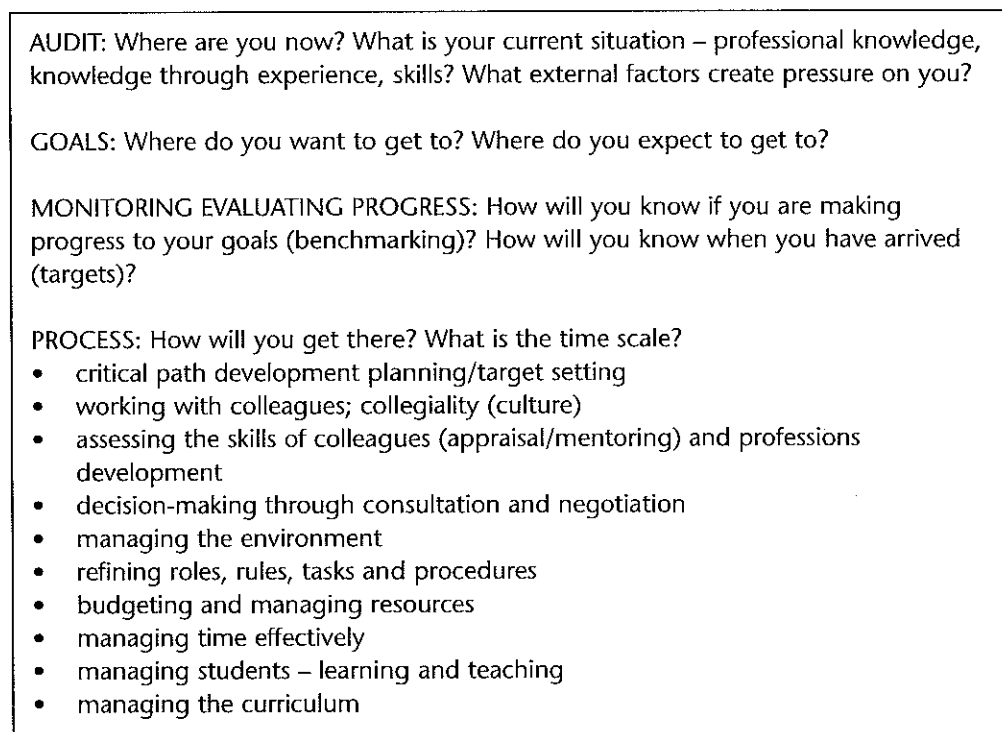 AUDIT: Where are you now? What is your current situation – professional knowledge,
knowledge through experience, skills? What external factors create pressure on you?
GOALS: Where do you want to get to? Where do you expect to get to?
MONITORING EVALUATING PROGRESS: How will you know if you are making
progress to your goals (benchmarking)? How will you know when you have arrived
(targets)?
PROCESS: How will you get there? What is the time scale?
• critical path development planning/target setting
• working with colleagues; collegiality (culture)
• assessing the skills of colleagues (appraisal/mentoring) and professions
development
• decision-making through consultation and negotiation
• managing the environment
• refining roles, rules, tasks and procedures
• budgeting and managing resources
• managing time effectively
• managing students – learning and teaching
• managing the curriculum